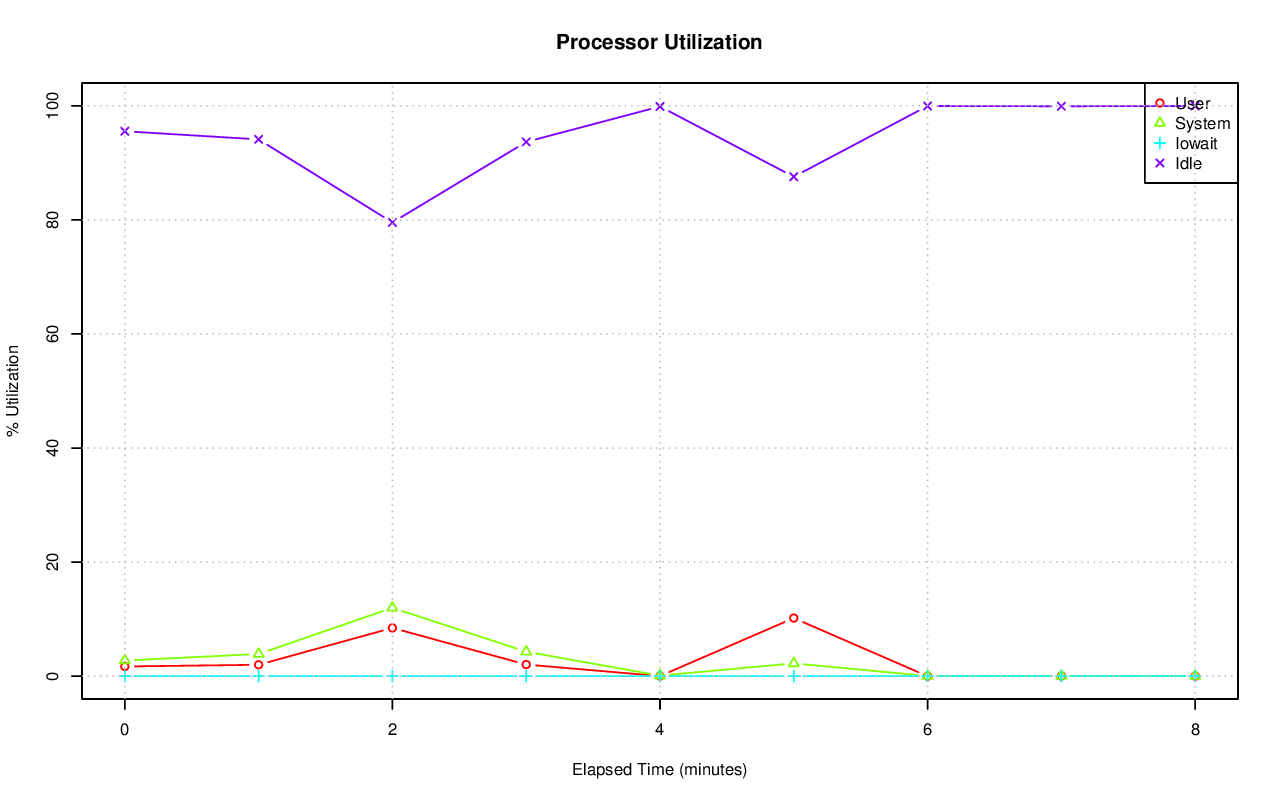 Processor Utilization
100
80
60
40
20
0
% Utilization
User
System
Iowait
Idle
0 2 4 6 8
Elapsed Time (minutes)